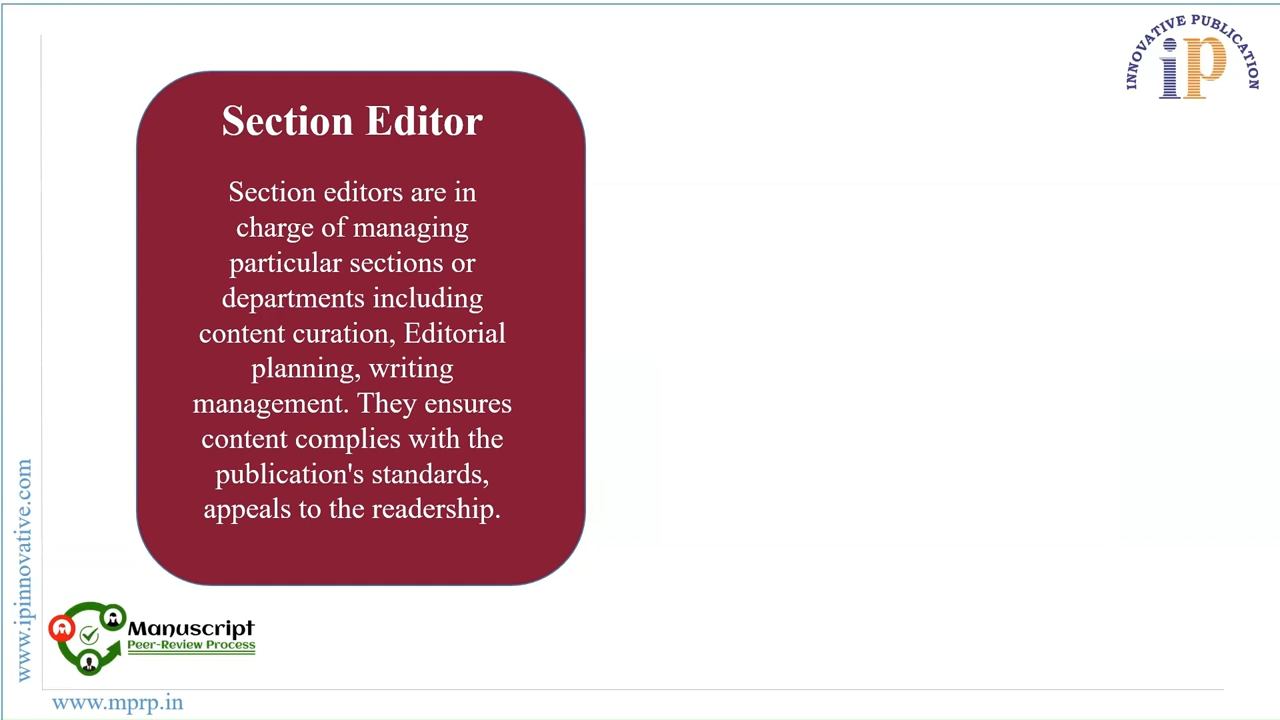 INNOVATIVE PUBLICATION
iP
Section Editor
Section editors are in
charge of managing
particular sections or
departments including
content curation, Editorial
planning, writing
management. They ensures
content complies with the
publication's standards,
appeals to the readership.
www.ipinnovative.com
Manuscript
Peer-Review Process
www.mprp.in